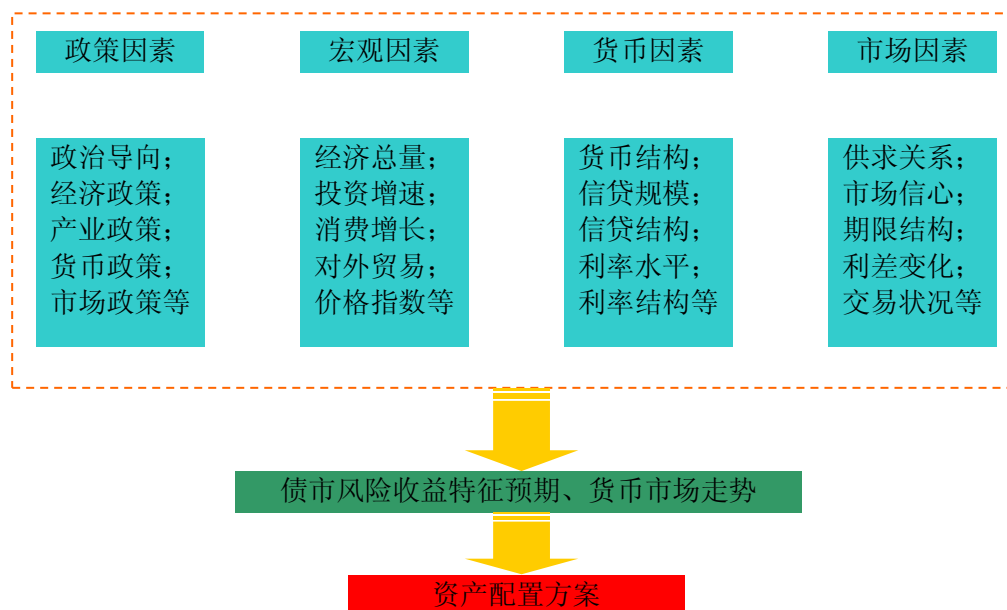 政策因素
宏观因素
货币因素
市场因素
政治导向；
经济政策；
产业政策；
货币政策；
市场政策等
经济总量；
投资增速；
消费增长；
对外贸易；
价格指数等
货币结构；
信贷规模；
信贷结构；
利率水平；
利率结构等
供求关系；
市场信心；
期限结构；
利差变化；
交易状况等
债市风险收益特征预期、货币市场走势
资产配置方案